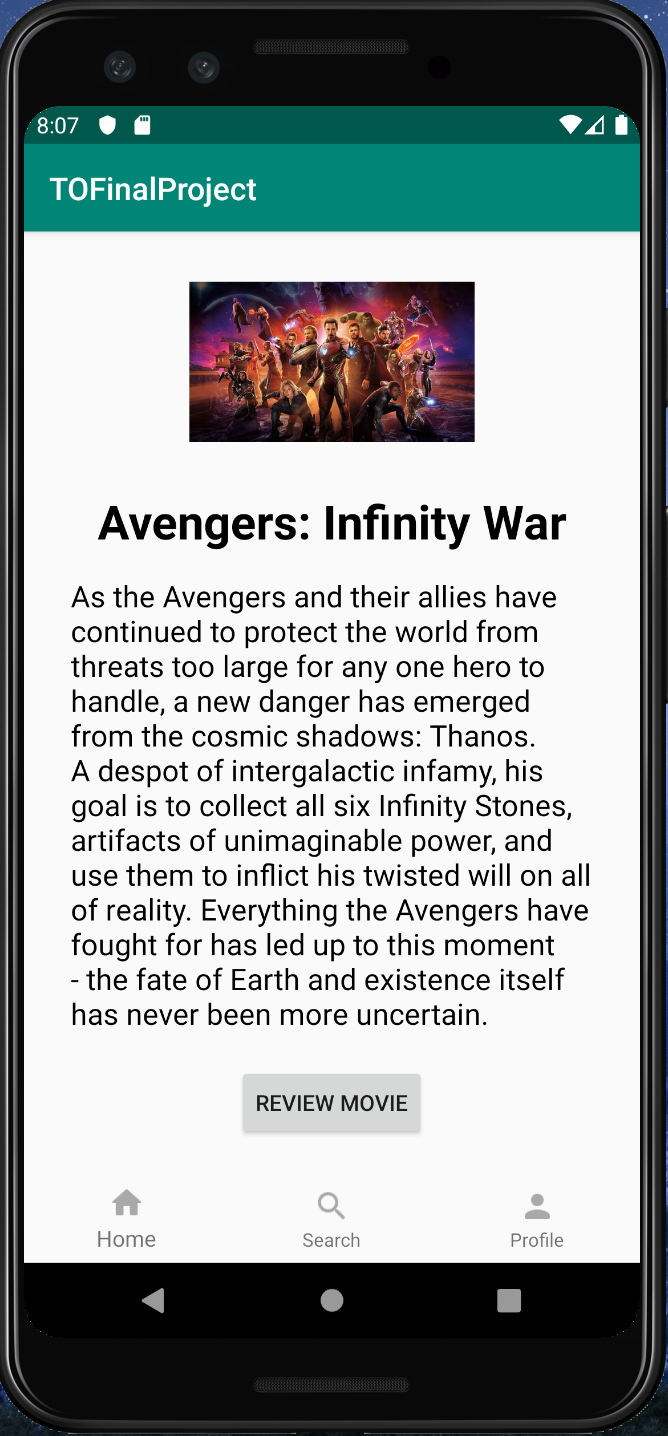 8:07
TOFinalProject
Avengers: Infinity War
As the Avengers and their allies have
continued to protect the world from
threats too large for any one hero to
handle, a new danger has emerged
from the cosmic shadows: Thanos.
A despot of intergalactic infamy, his
goal is to collect all six Infinity Stones,
artifacts of unimaginable power, and
use them to inflict his twisted will on all
of reality. Everything the Avengers have
fought for has led up to this moment
- the fate of Earth and existence itself
has never been more uncertain.
REVIEW MOVIE
Home Search Profile